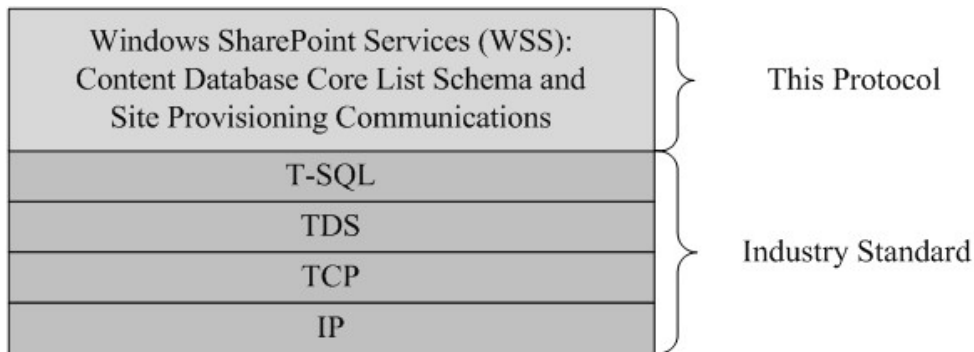 Windows SharePoint Services (WSS):
Content Database Core List Schema and
Site Provisioning Communications
This Protocol
T-SQL
TDS
TCP
IP
Industry Standard